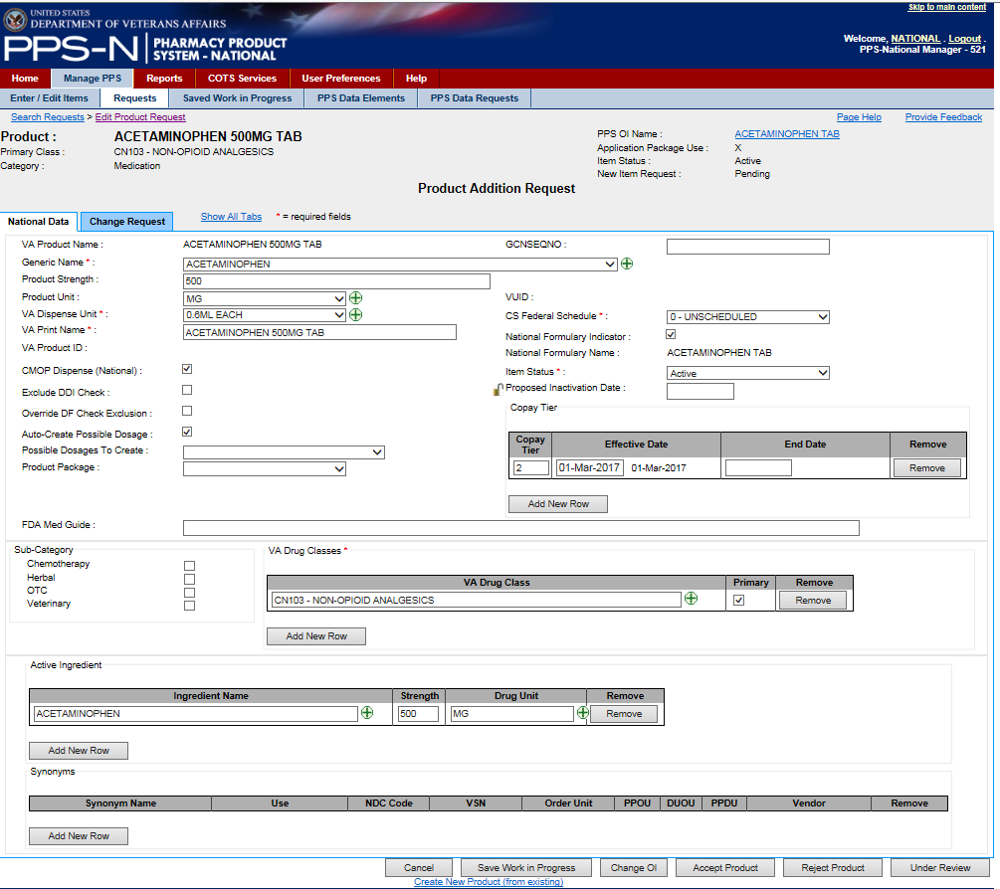 Skip to main content
UNITED STATES
DEPARTMENT OF VETERANS AFFAIRS
PPS-N PHARMACY PRODUCT
SYSTEM - NATIONAL
Welcome, NATIONAL . Logout .
PPS-National Manager - 521
Home Manage PPS Reports COTS Services User Preferences Help
Enter / Edit Items Requests Saved Work in Progress PPS Data Elements PPS Data Requests
Search Requests > Edit Product Request Page Help Provide Feedback
Product : ACETAMINOPHEN 500MG TAB
Primary Class : CN103 - NON-OPIOID ANALGESICS
Category : Medication
PPS OI Name : ACETAMINOPHEN TAB
Application Package Use : X
Item Status : Active
New Item Request : Pending
Product Addition Request
National Data Change Request Show All Tabs * = required fields
VA Product Name : ACETAMINOPHEN 500MG TAB GCNSEQNO :
Generic Name * : ACETAMINOPHEN
Product Strength : 500
Product Unit : MG VUID :
VA Dispense Unit * : 0.6ML EACH CS Federal Schedule * : 0 - UNSCHEDULED
VA Print Name * : ACETAMINOPHEN 500MG TAB National Formulary Indicator :
VA Product ID : National Formulary Name : ACETAMINOPHEN TAB
CMOP Dispense (National) : Item Status * : Active
Exclude DDI Check : Proposed Inactivation Date :
Override DF Check Exclusion :
Auto-Create Possible Dosage :
Possible Dosages To Create :
Product Package :
Copay Tier
Copay Tier Effective Date End Date Remove
2 01-Mar-2017 01-Mar-2017 Remove
Add New Row
FDA Med Guide :
Sub-Category
Chemotherapy
Herbal
OTC
Veterinary
VA Drug Classes *
VA Drug Class Primary Remove
CN103 - NON-OPIOID ANALGESICS Remove
Add New Row
Active Ingredient
Ingredient Name Strength Drug Unit Remove
ACETAMINOPHEN 500 MG Remove
Add New Row
Synonyms
Synonym Name Use NDC Code VSN Order Unit PPOU DUOU PPDU Vendor Remove
Add New Row
Cancel Save Work in Progress Change OI Accept Product Reject Product Under Review
Create New Product (from existing)